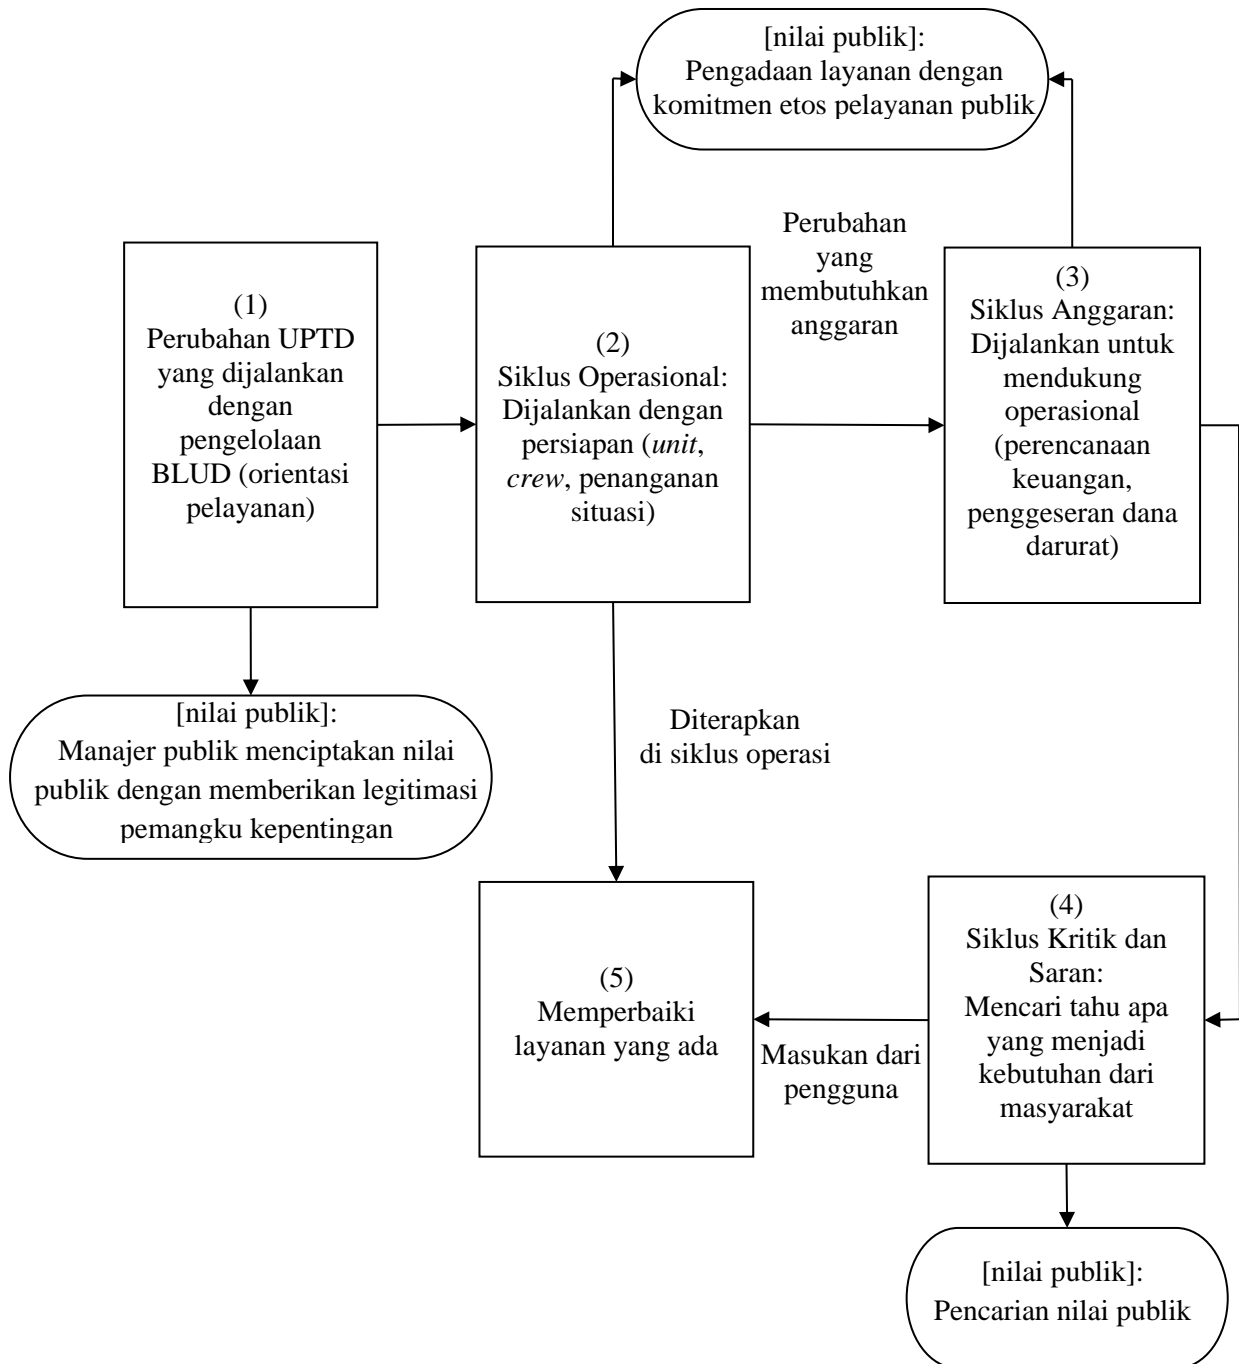 [nilai publik]:
Pengadaan layanan dengan
komitmen etos pelayanan publik
(1)
Perubahan UPTD
yang dijalankan
dengan
pengelolaan
BLUD (orientasi
pelayanan)
(2)
Siklus Operasional:
Dijalankan dengan
persiapan (unit,
crew, penanganan
situasi)
Perubahan
yang
membutuhkan
anggaran
(3)
Siklus Anggaran:
Dijalankan untuk
mendukung
operasional
(perencanaan
keuangan,
penggeseran dana
darurat)
[nilai publik]:
Manajer publik menciptakan nilai
publik dengan memberikan legitimasi
pemangku kepentingan
Diterapkan
di siklus operasi
(4)
Siklus Kritik dan
Saran:
Mencari tahu apa
yang menjadi
kebutuhan dari
masyarakat
Masukan dari
pengguna
(5)
Memperbaiki
layanan yang ada
[nilai publik]:
Pencarian nilai publik